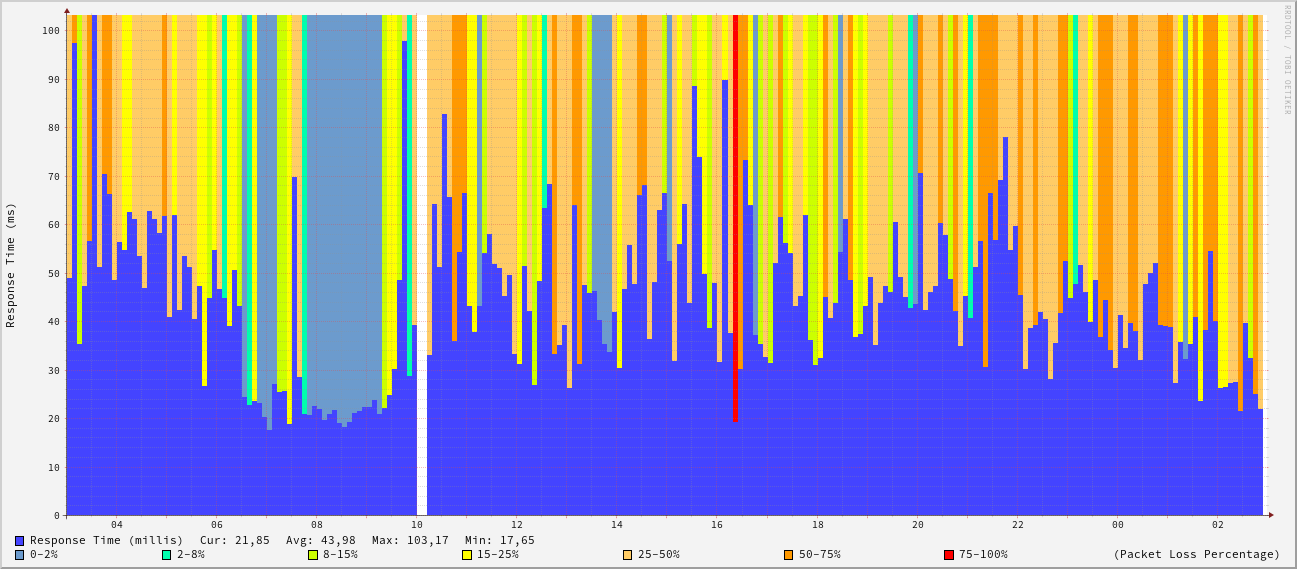 RRDTOOL / TOBI OETIKER
Response Time (ms)
100
90
80
70
60
50
40
30
20
10
0
04 06 08 10 12 14 16 18 20 22 00 02
Response Time (millis) Cur: 21,85 Avg: 43,98 Max: 103,17 Min: 17,65
0-2% 2-8% 8-15% 15-25% 25-50% 50-75% 75-100% (Packet Loss Percentage)